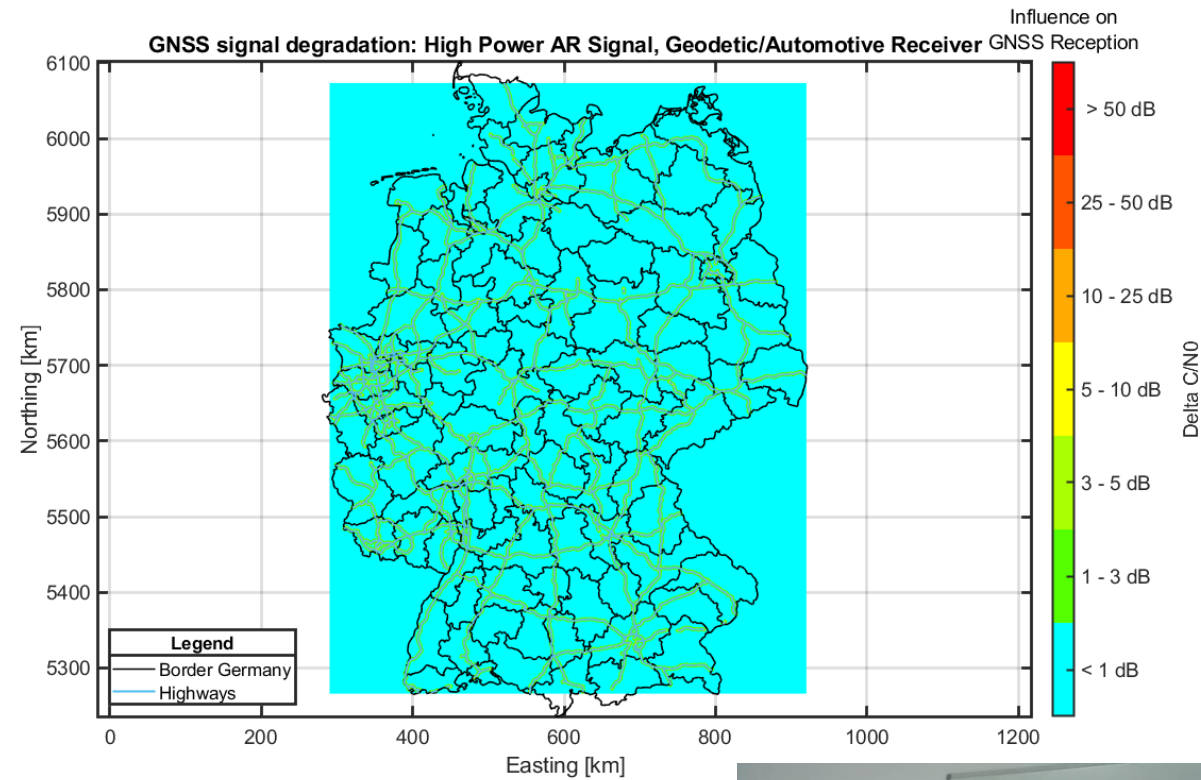 Influence on
GNSS signal degradation: High Power AR Signal, Geodetic/Automotive Receiver GNSS Reception
6100
6000
5900
5800
5700
5600
5500
5400
5300
Northing [km]
0
200
400
600
800
1000
1200
Easting [km]
Legend
Border Germany
Highways
> 50 dB
25 - 50 dB
10 - 25 dB
5 - 10 dB
3 - 5 dB
1 - 3 dB
< 1 dB
Delta C/N0